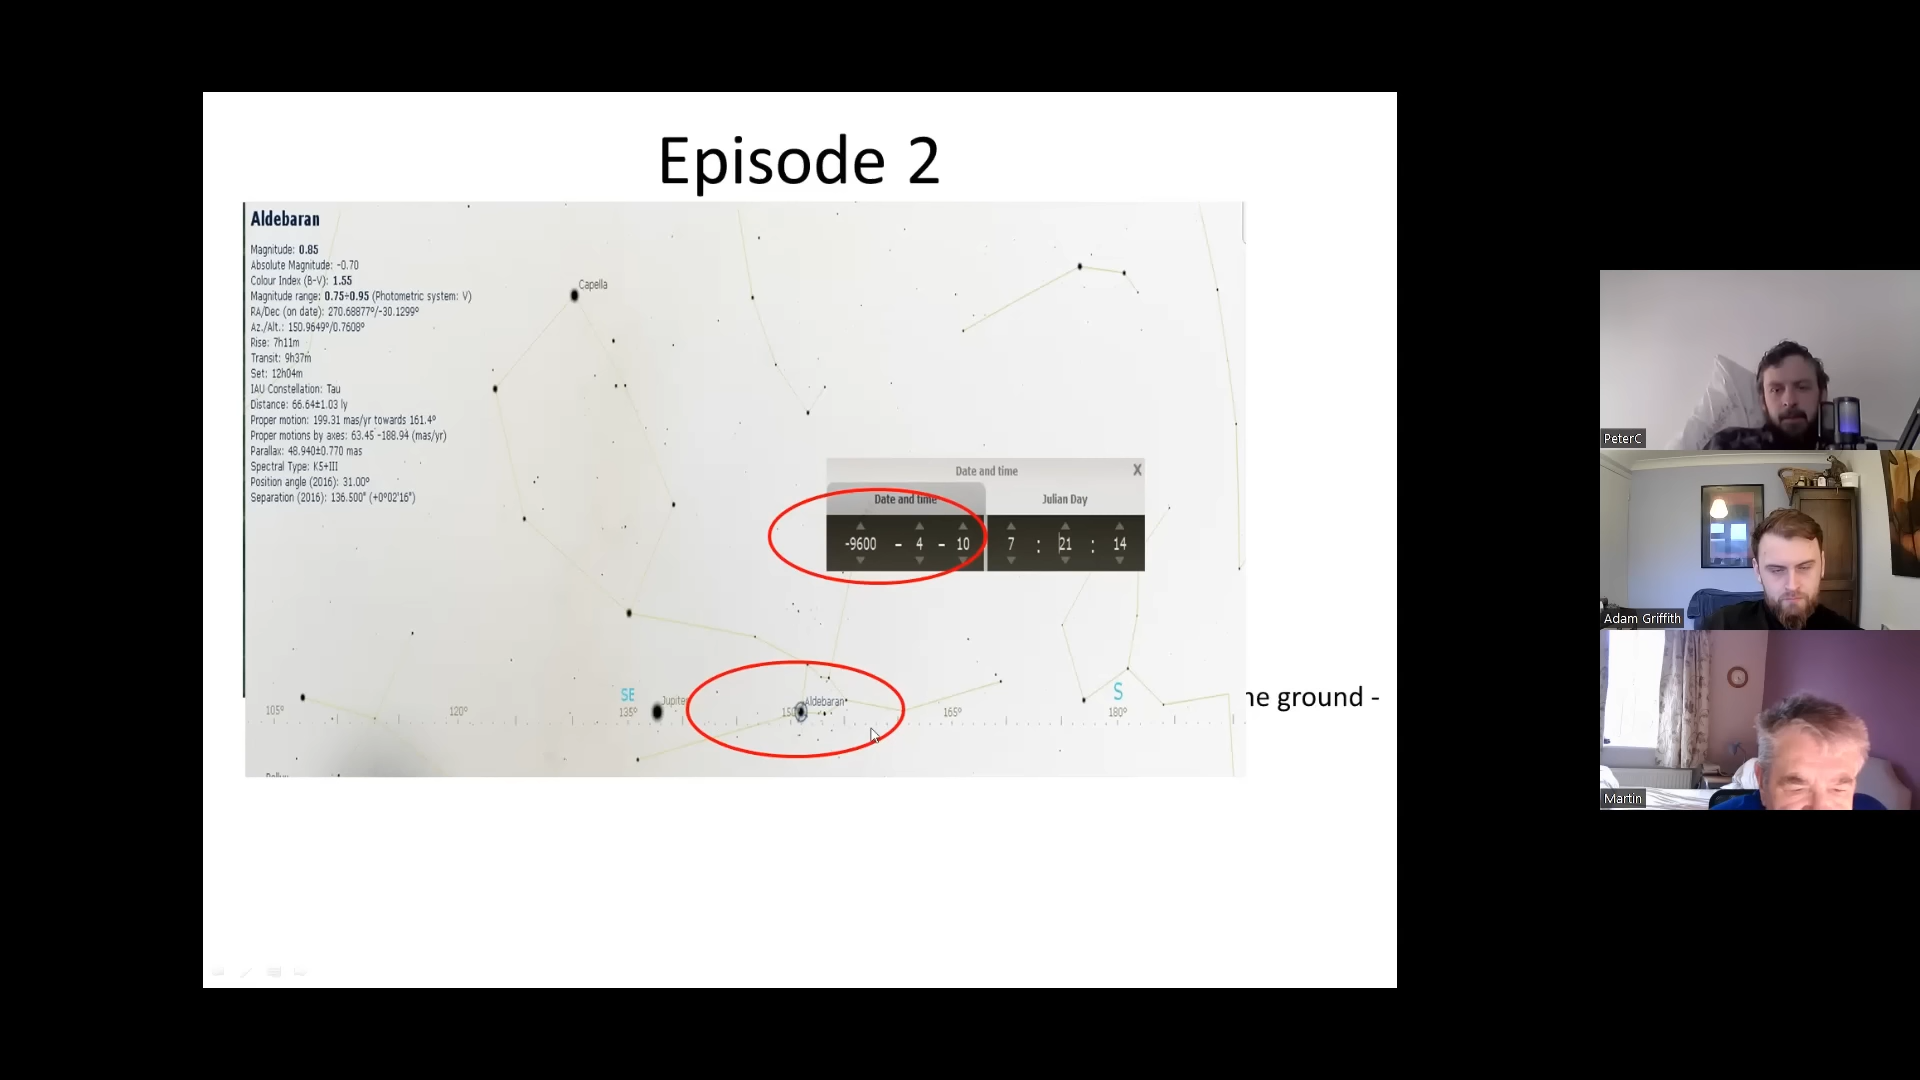 Episode 2
Aldebaran
Magnitude: 0.85
Absolute Magnitude: -0.70
Colour Index (B-V): 1.55
Magnitude range: 0.75÷0.95 (Photometric system: V)
RA/Dec (on date): 270.68877°/-30.1299°
Az./Alt.: 150.9649°/0.7608°
Rise: 7h11m
Transit: 9h37m
Set: 12h04m
IAU Constellation: Tau
Distance: 66.64±1.03 ly
Proper motion: 199.31 mas/yr towards 161.4°
Proper motions by axes: 63.45 -188.94 (mas/yr)
Parallax: 48.940±0.770 mas
Spectral Type: K5+III
Position angle (2016): 31.00°
Separation (2016): 136.500" (+0°02'16")
Capella
Date and time X
Date and time Julian Day
-9600 - 4 - 10 7 : 21 : 14
SE Jupite Aldebaran S
105° 120° 135° 150 165° 180°
he ground -
PeterC
Adam Griffith
Martin